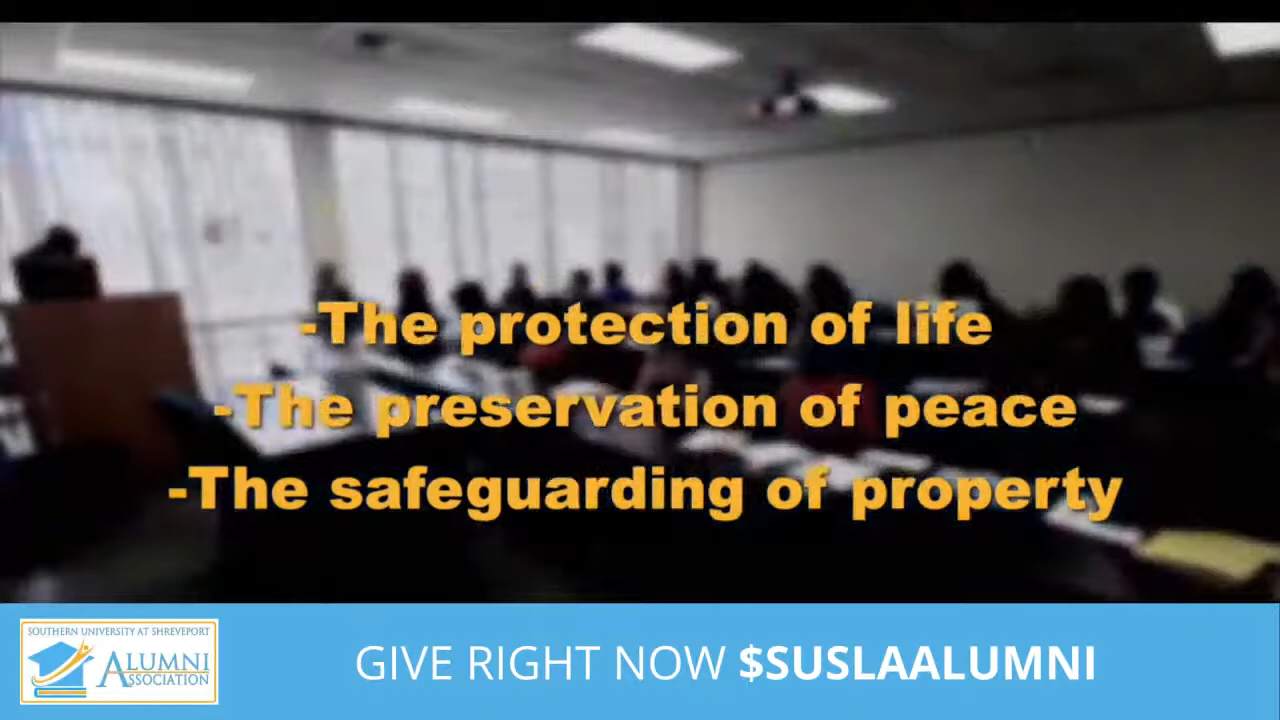 -The protection of life
-The preservation of peace
-The safeguarding of property
SOUTHERN UNIVERSITY AT SHREVEPORT
ALUMNI
ASSOCIATION
GIVE RIGHT NOW $SUSLAALUMNI